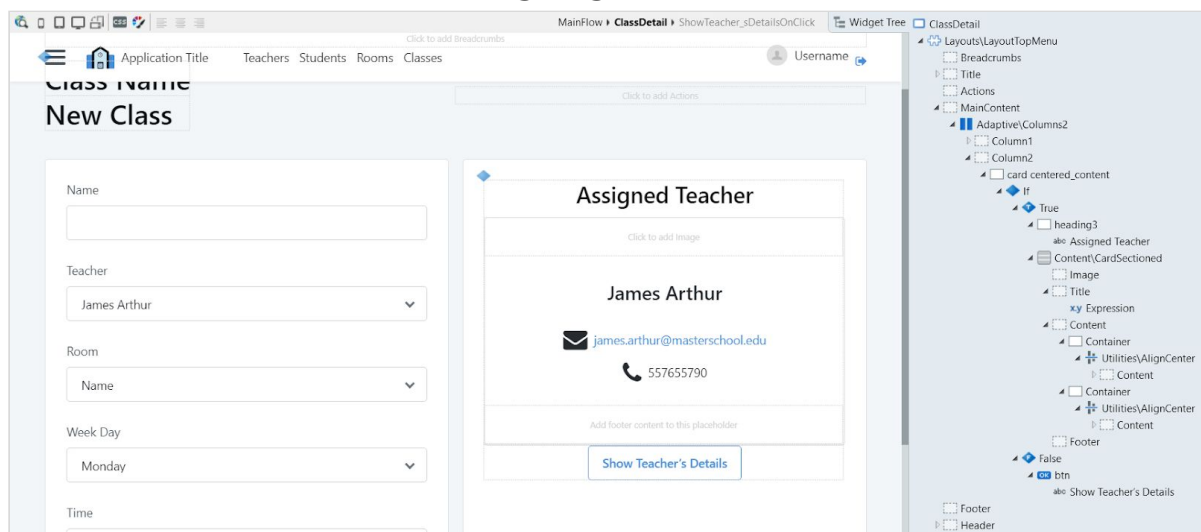 MainFlow ClassDetail ShowTeacher_sDetailsOnClick
Widget Tree
CSS
Click to add Breadcrumbs
Application Title
Teachers Students Rooms Classes
Username
Class Name
New Class
Click to add Actions
Name
Teacher
James Arthur
Room
Name
Week Day
Monday
Time
Assigned Teacher
Click to add Image
James Arthur
james.arthur@masterschool.edu
557655790
Add footer content to this placeholder
Show Teacher's Details
ClassDetail
Layouts\LayoutTopMenu
Breadcrumbs
Title
Actions
MainContent
Adaptive\Columns2
Column1
Column2
card centered_content
If
True
heading3
abc Assigned Teacher
Content\CardSectioned
Image
Title
x.y Expression
Content
Container
Utilities\AlignCenter
Content
Container
Utilities\AlignCenter
Content
Footer
False
OK btn
abc Show Teacher's Details
Footer
Header